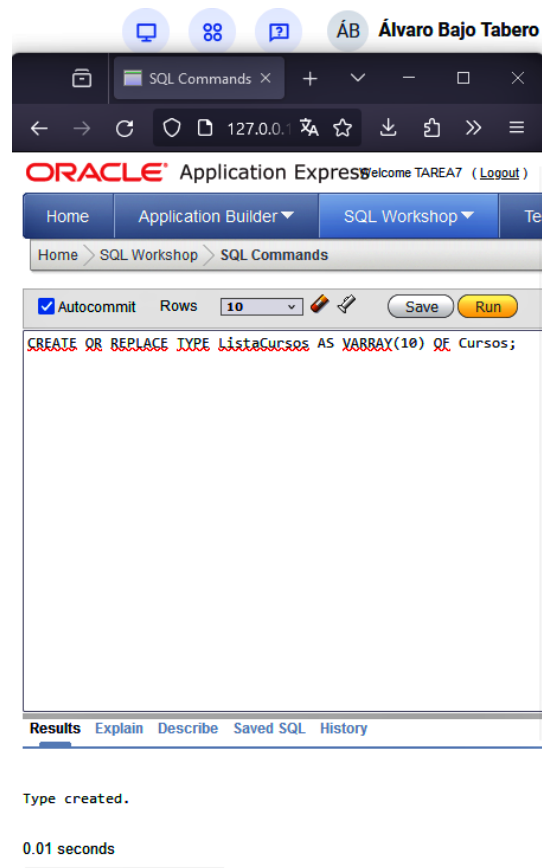 ÁB Álvaro Bajo Tabero
SQL Commands
127.0.0.1
ORACLE Application Express Welcome TAREA7 ( Logout )
Home Application Builder SQL Workshop Te
Home SQL Workshop SQL Commands
Autocommit Rows 10 Save Run
CREATE OR REPLACE TYPE ListaCursos AS VARRAY(10) OF Cursos;
Results Explain Describe Saved SQL History
Type created.
0.01 seconds